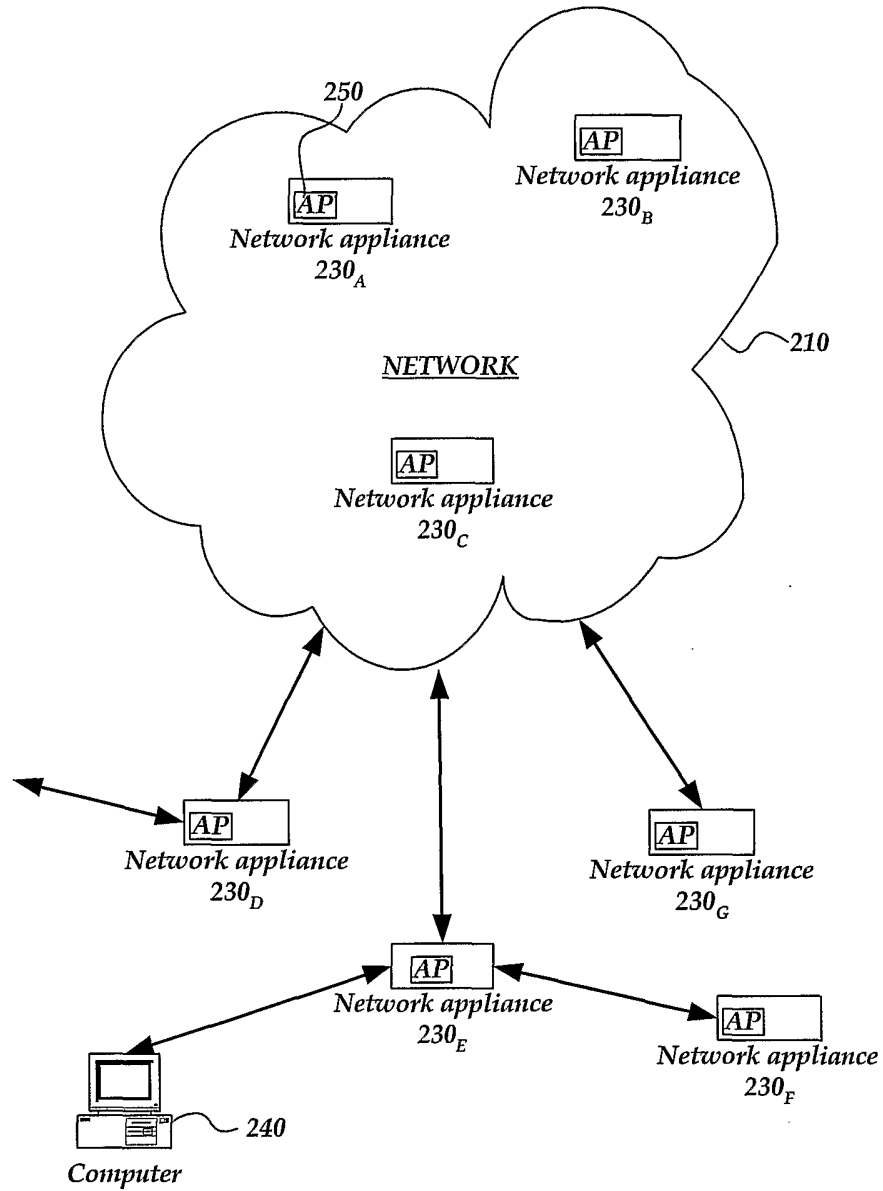 250
AP
Network appliance
230B
AP
Network appliance
230A
210
NETWORK
AP
Network appliance
230C
AP
Network appliance
230D
AP
Network appliance
230G
AP
Network appliance
230E
AP
Network appliance
230F
240
Computer